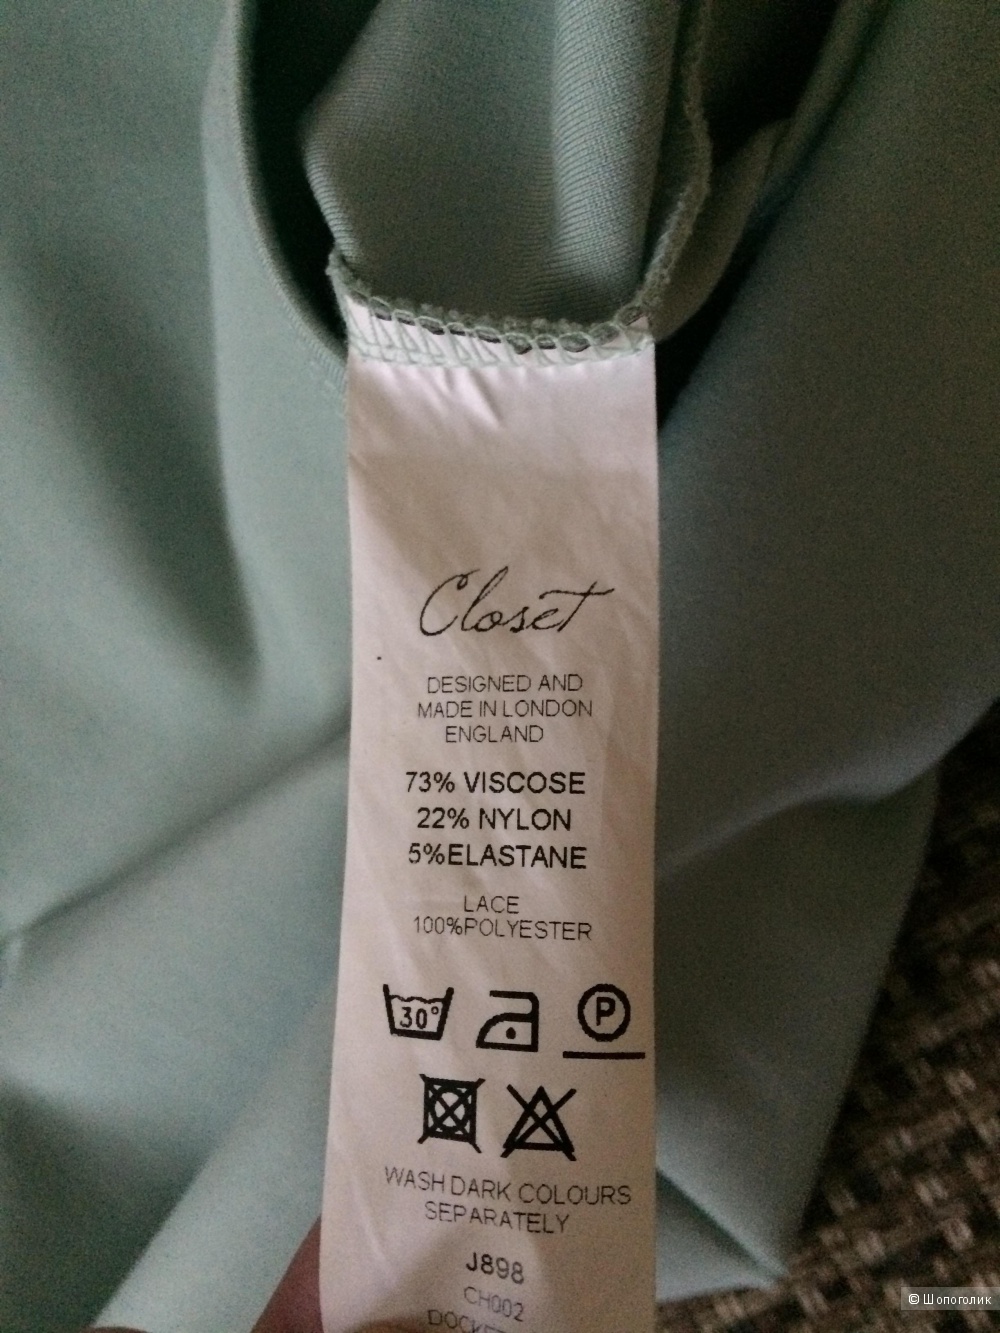 Closet
DESIGNED AND
MADE IN LONDON
ENGLAND
73% VISCOSE
22% NYLON
5%ELASTANE
LACE
100%POLYESTER
30°
P
WASH DARK COLOURS
SEPARATELY
J898
CH002
© Шопоголик